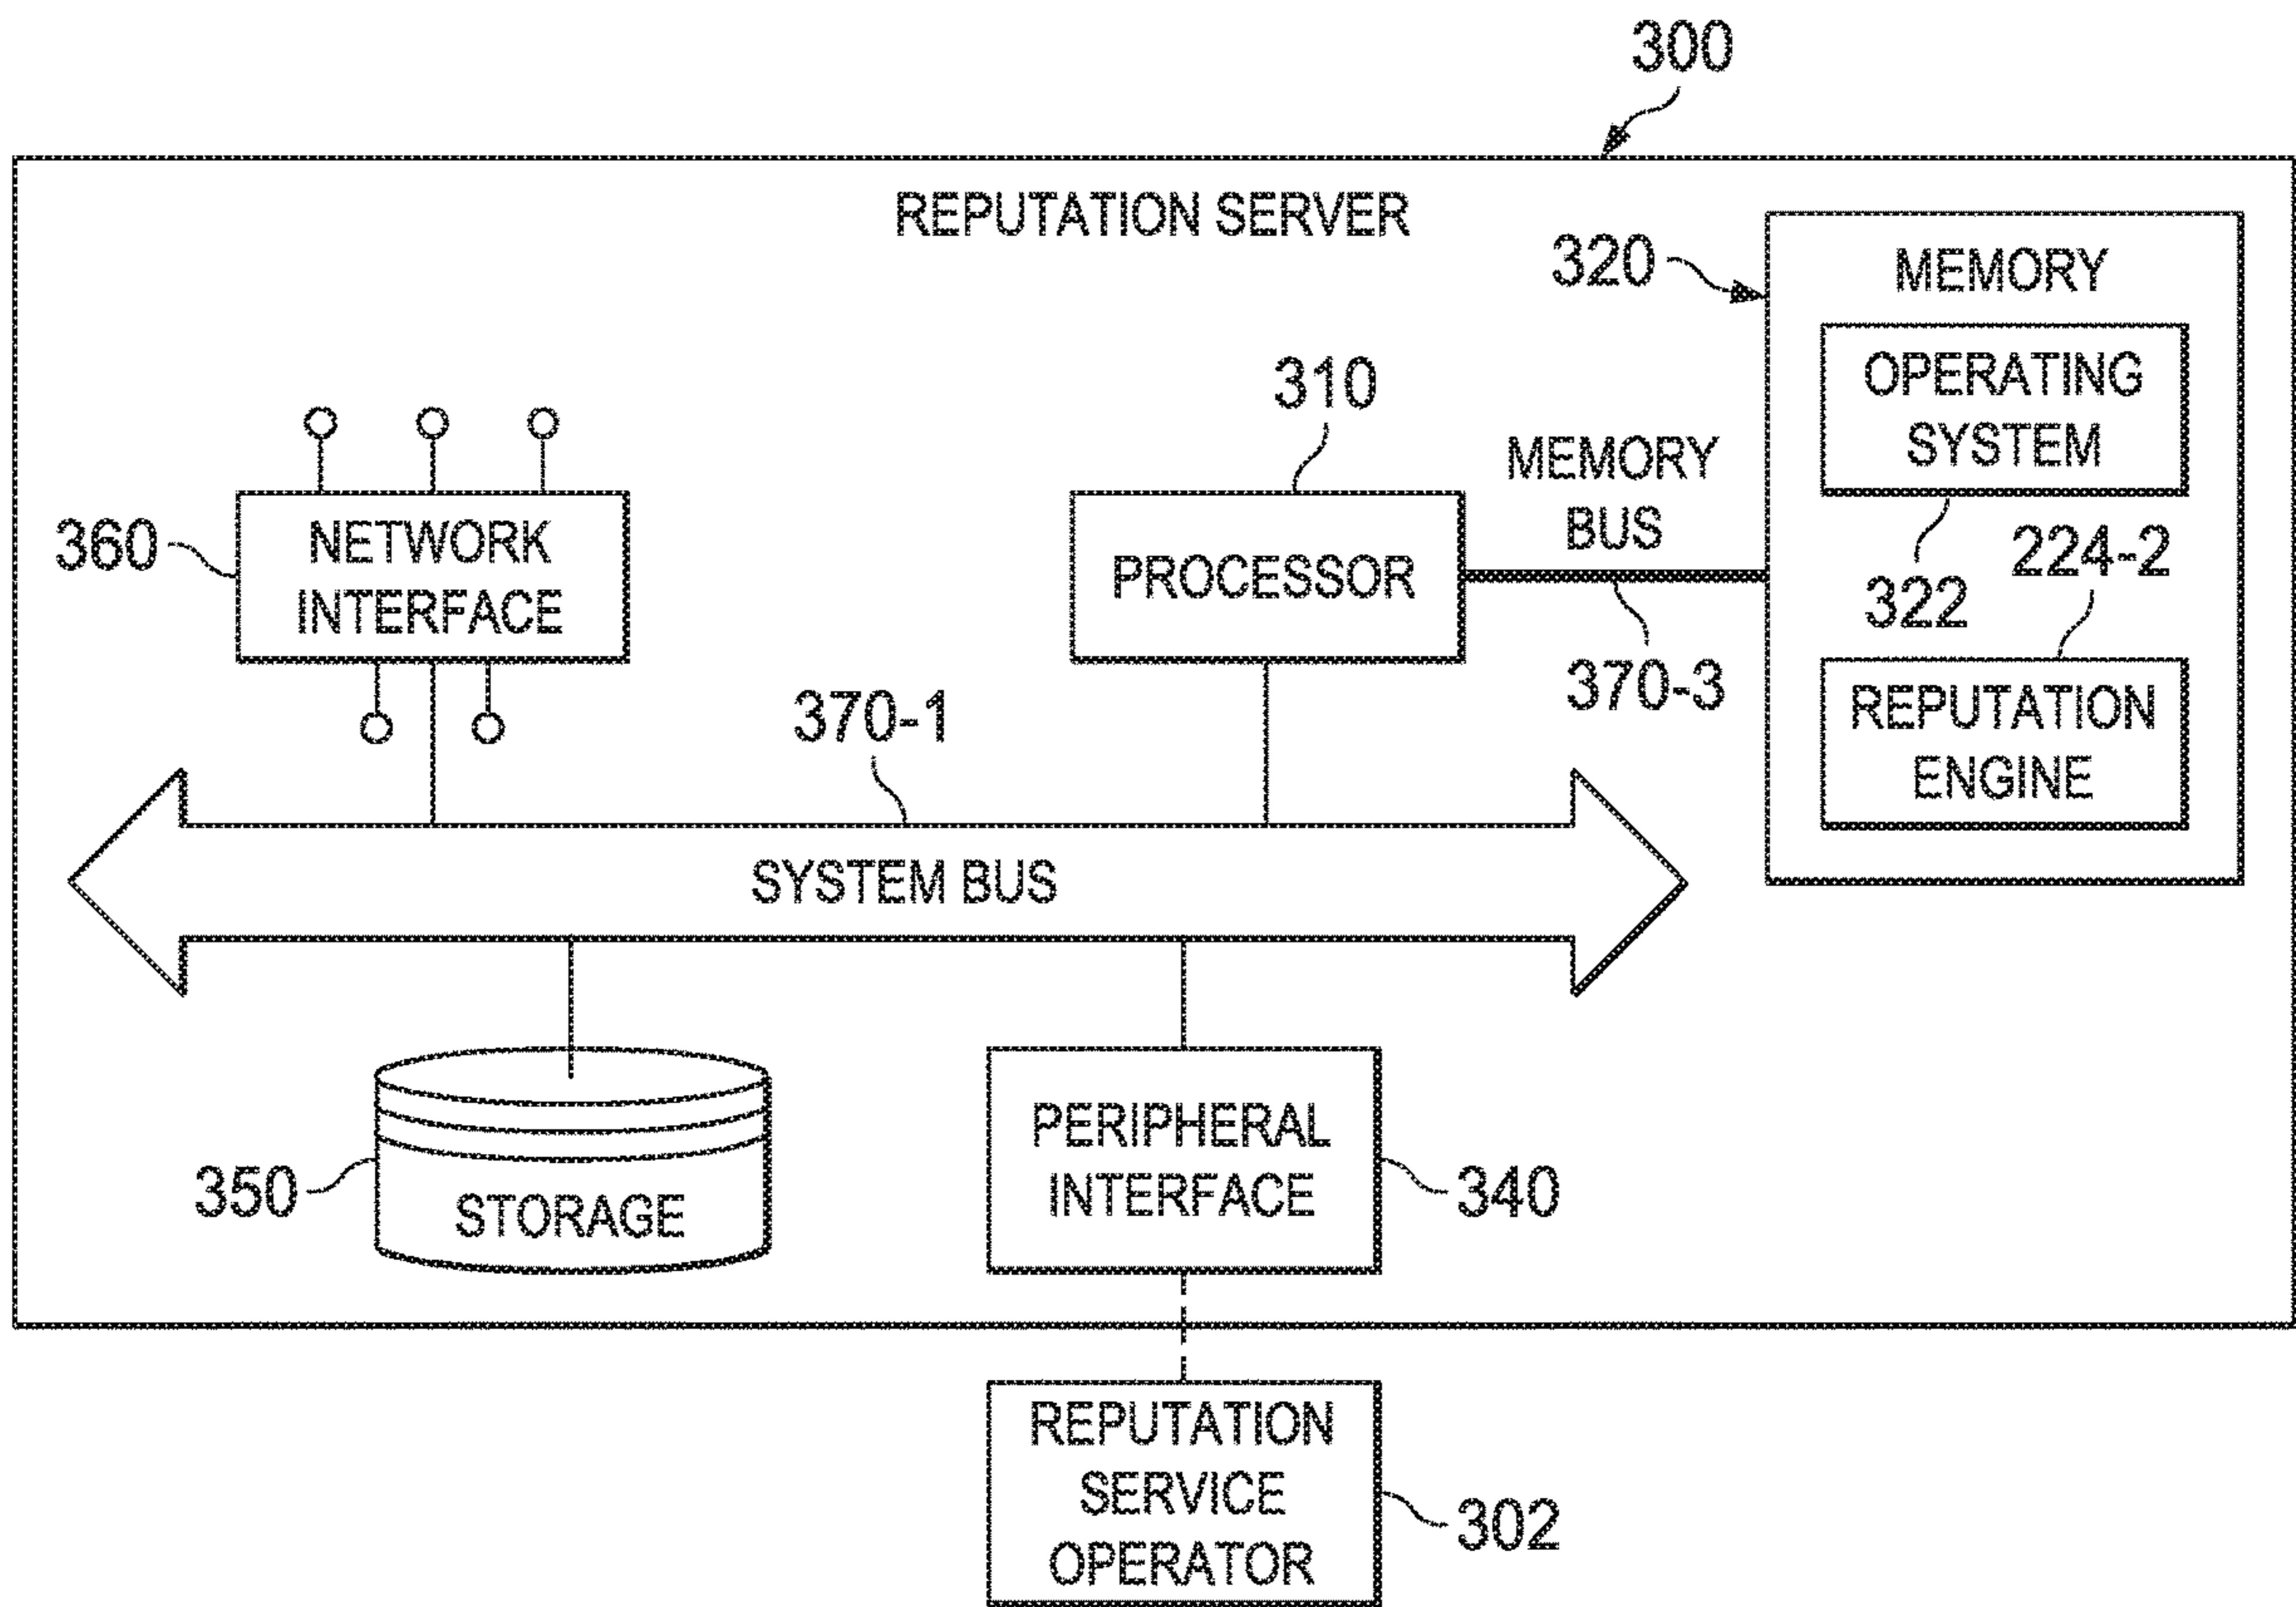 300
REPUTATION SERVER
320
MEMORY
OPERATING
SYSTEM
322
224-2
REPUTATION
ENGINE
310
PROCESSOR
MEMORY
BUS
370-3
360
NETWORK
INTERFACE
370-1
SYSTEM BUS
350
STORAGE
PERIPHERAL
INTERFACE
340
REPUTATION
SERVICE
OPERATOR
302